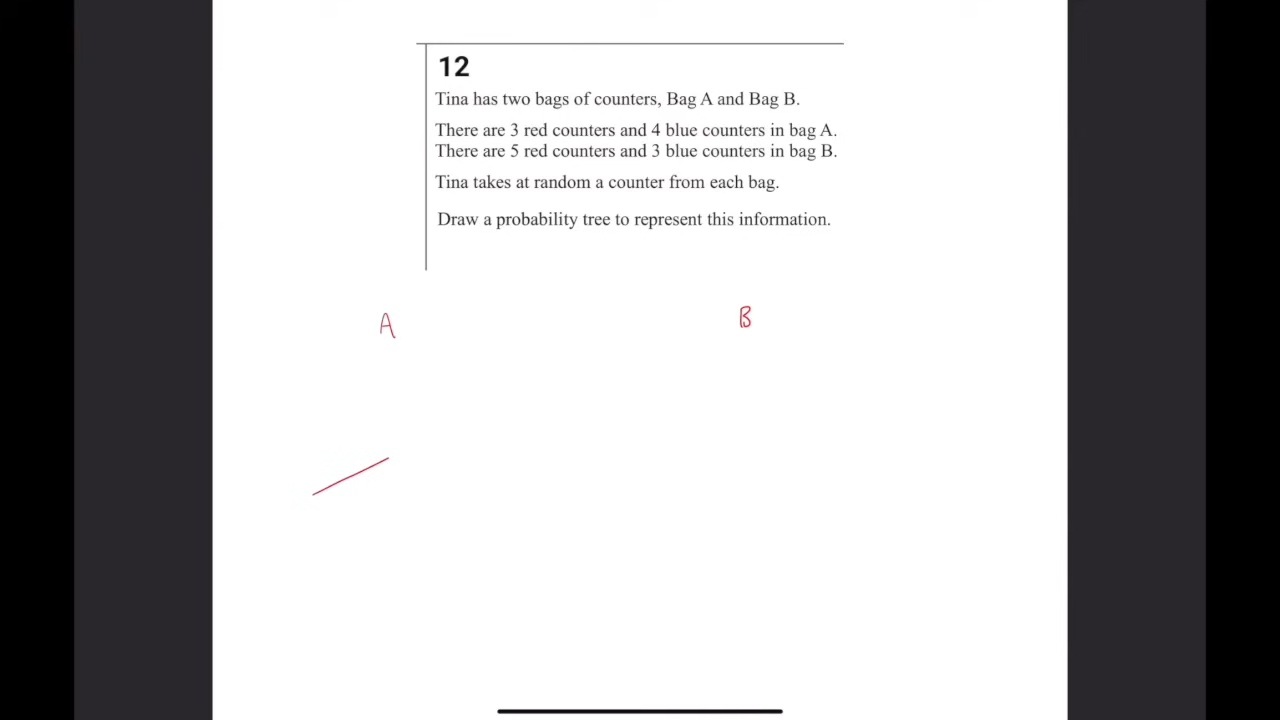 12
Tina has two bags of counters, Bag A and Bag B.
There are 3 red counters and 4 blue counters in bag A.
There are 5 red counters and 3 blue counters in bag B.
Tina takes at random a counter from each bag.
Draw a probability tree to represent this information.
A B